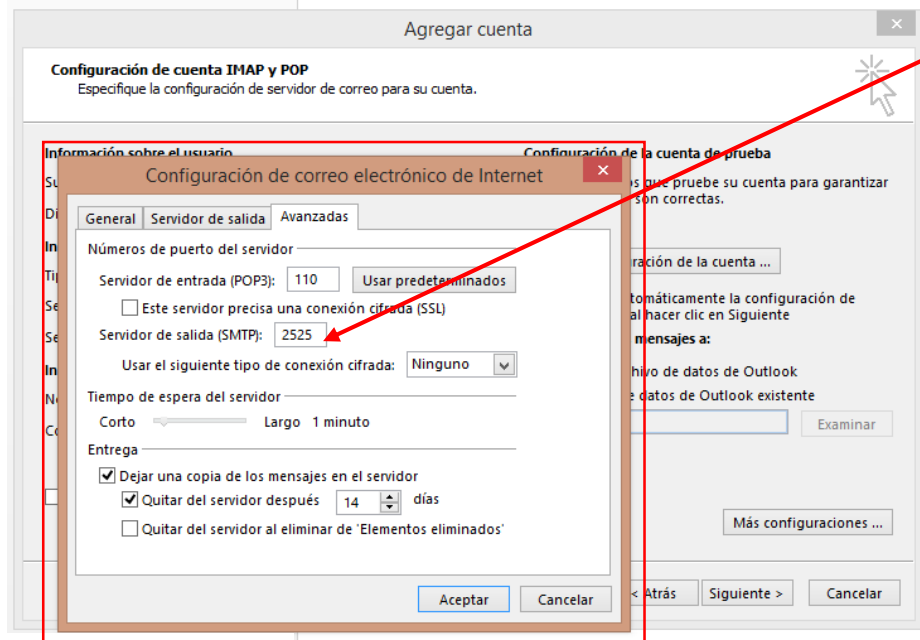 Agregar cuenta
Configuración de cuenta IMAP y POP
Especifique la configuración de servidor de correo para su cuenta.
Información sobre el usuario
Configuración de la cuenta de prueba
que pruebe su cuenta para garantizar
son correctas.
de la cuenta ...
la configuración de
al hacer clic en Siguiente
mensajes a:
de datos de Outlook
datos de Outlook existente
Examinar
Más configuraciones ...
< Atrás
Siguiente >
Cancelar
Configuración de correo electrónico de Internet
General
Servidor de salida
Avanzadas
Números de puerto del servidor
Servidor de entrada (POP3): 110 Usar predeterminados
Este servidor precisa una conexión cifrada (SSL)
Servidor de salida (SMTP): 2525
Usar el siguiente tipo de conexión cifrada: Ninguno
Tiempo de espera del servidor
Corto Largo 1 minuto
Entrega
Dejar una copia de los mensajes en el servidor
Quitar del servidor después 14 días
Quitar del servidor al eliminar de 'Elementos eliminados'
Aceptar
Cancelar